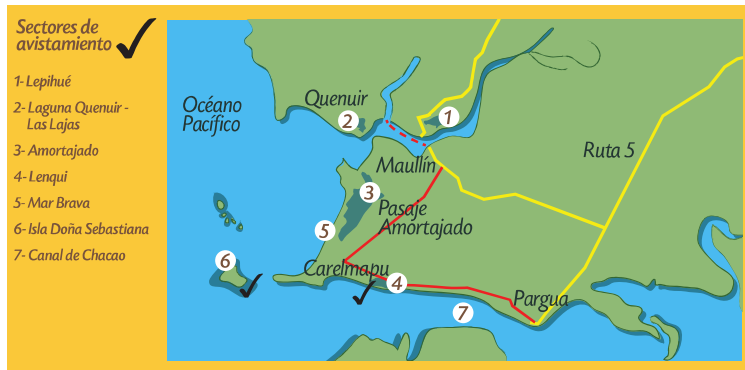 Sectores de
avistamiento
1- Lepihué
2- Laguna Quenuir -
Las Lajas
3- Amortajado
4- Lenqui
5- Mar Brava
6- Isla Doña Sebastiana
7- Canal de Chacao
Océano
Pacífico
Quenuir
2
1
Ruta 5
Maullín
3
Pasaje
Amortajado
5
6
Carelmapu
4
Pargua
7